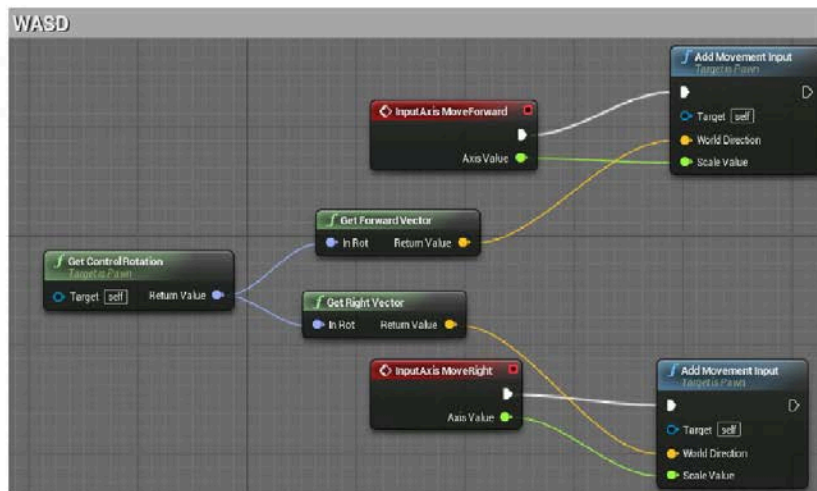 WASD
Add Movement Input
Target is Pawn
Target self
World Direction
Scale Value
InputAxis MoveForward
Axis Value
Get Forward Vector
In Rot Return Value
Get Control Rotation
Target is Pawn
Target self Return Value
Get Right Vector
In Rot Return Value
InputAxis MoveRight
Axis Value
Add Movement Input
Target is Pawn
Target self
World Direction
Scale Value